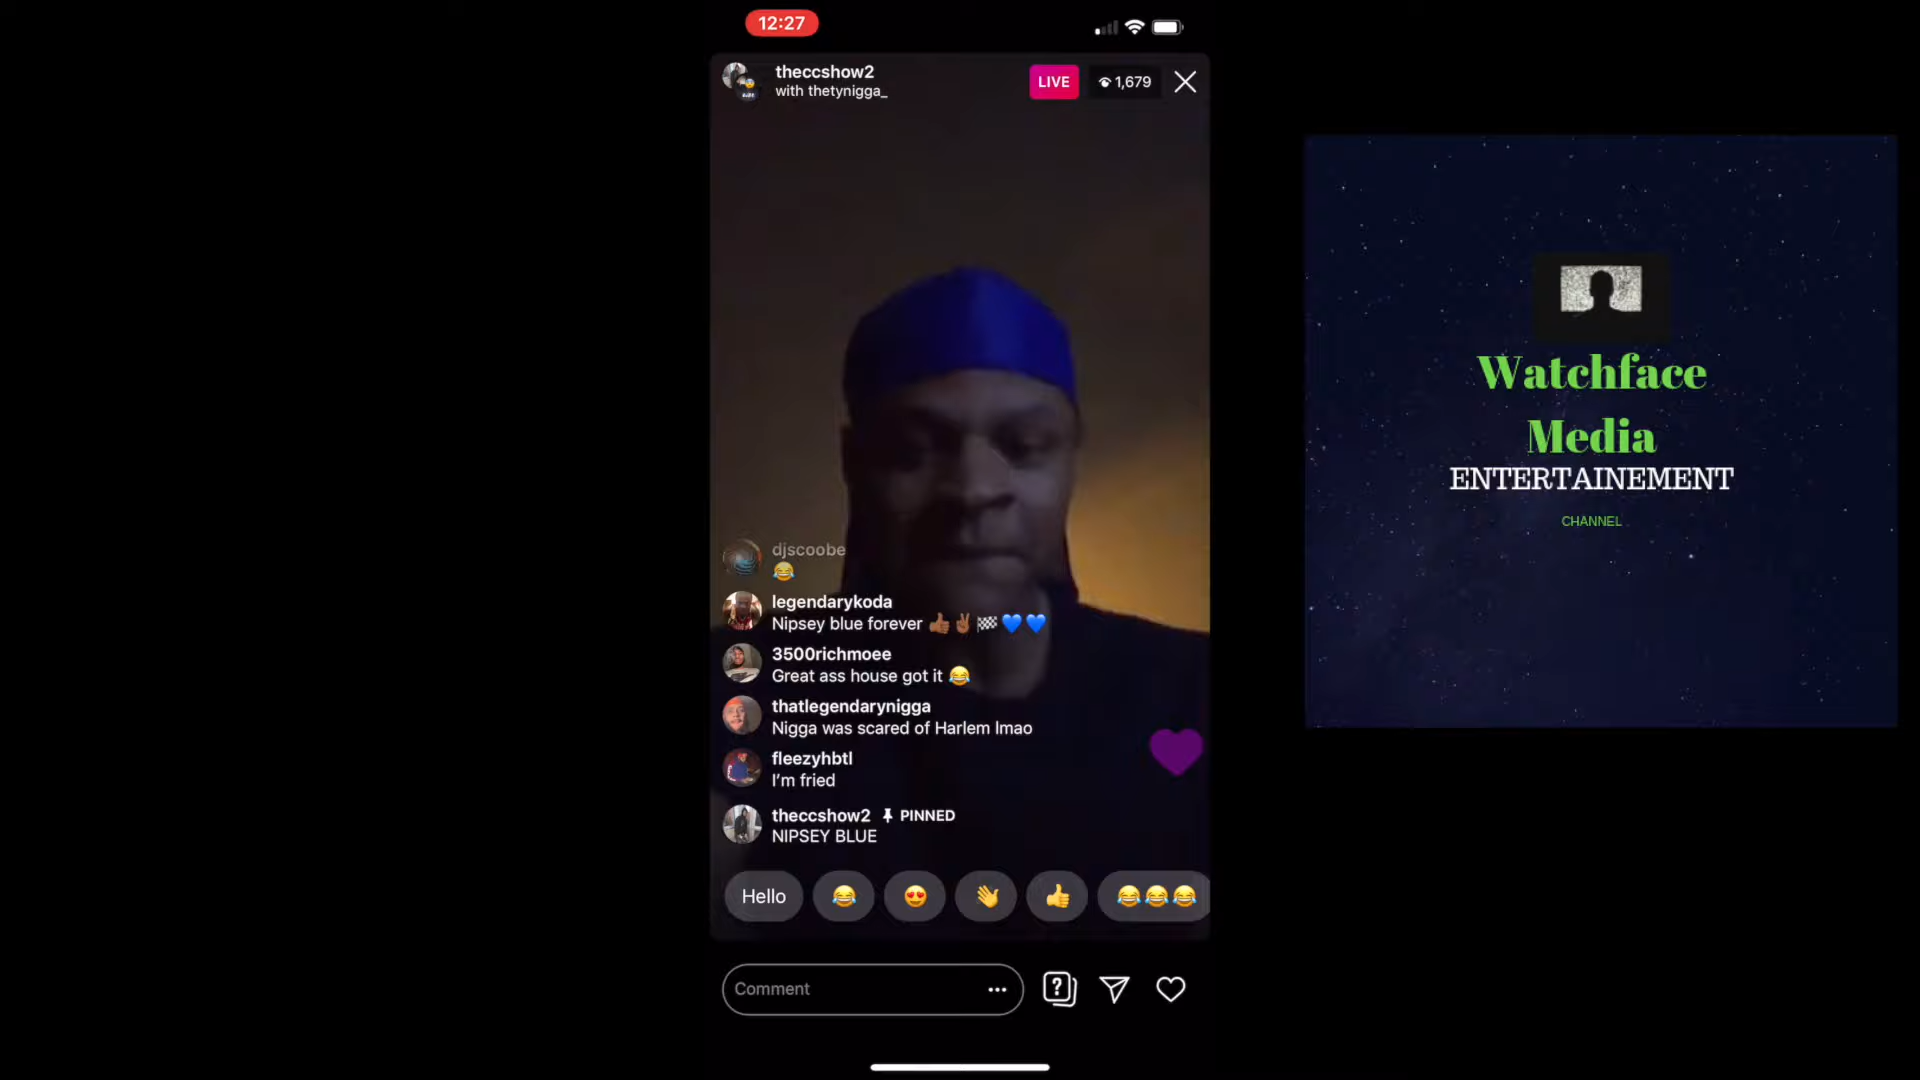 12:27
theccshow2
with thetynigga_
LIVE
1,679
djscoobe
😂
legendarykoda
Nipsey blue forever 👍🏾✌🏾🏁💙💙
3500richmoee
Great ass house got it 😂
thatlegendarynigga
Nigga was scared of Harlem lmao
fleezyhbtl
I'm fried
theccshow2 PINNED
NIPSEY BLUE
Hello 😂 😍 👋 👍 😂😂😂
Comment
Watchface
Media
ENTERTAINEMENT
CHANNEL